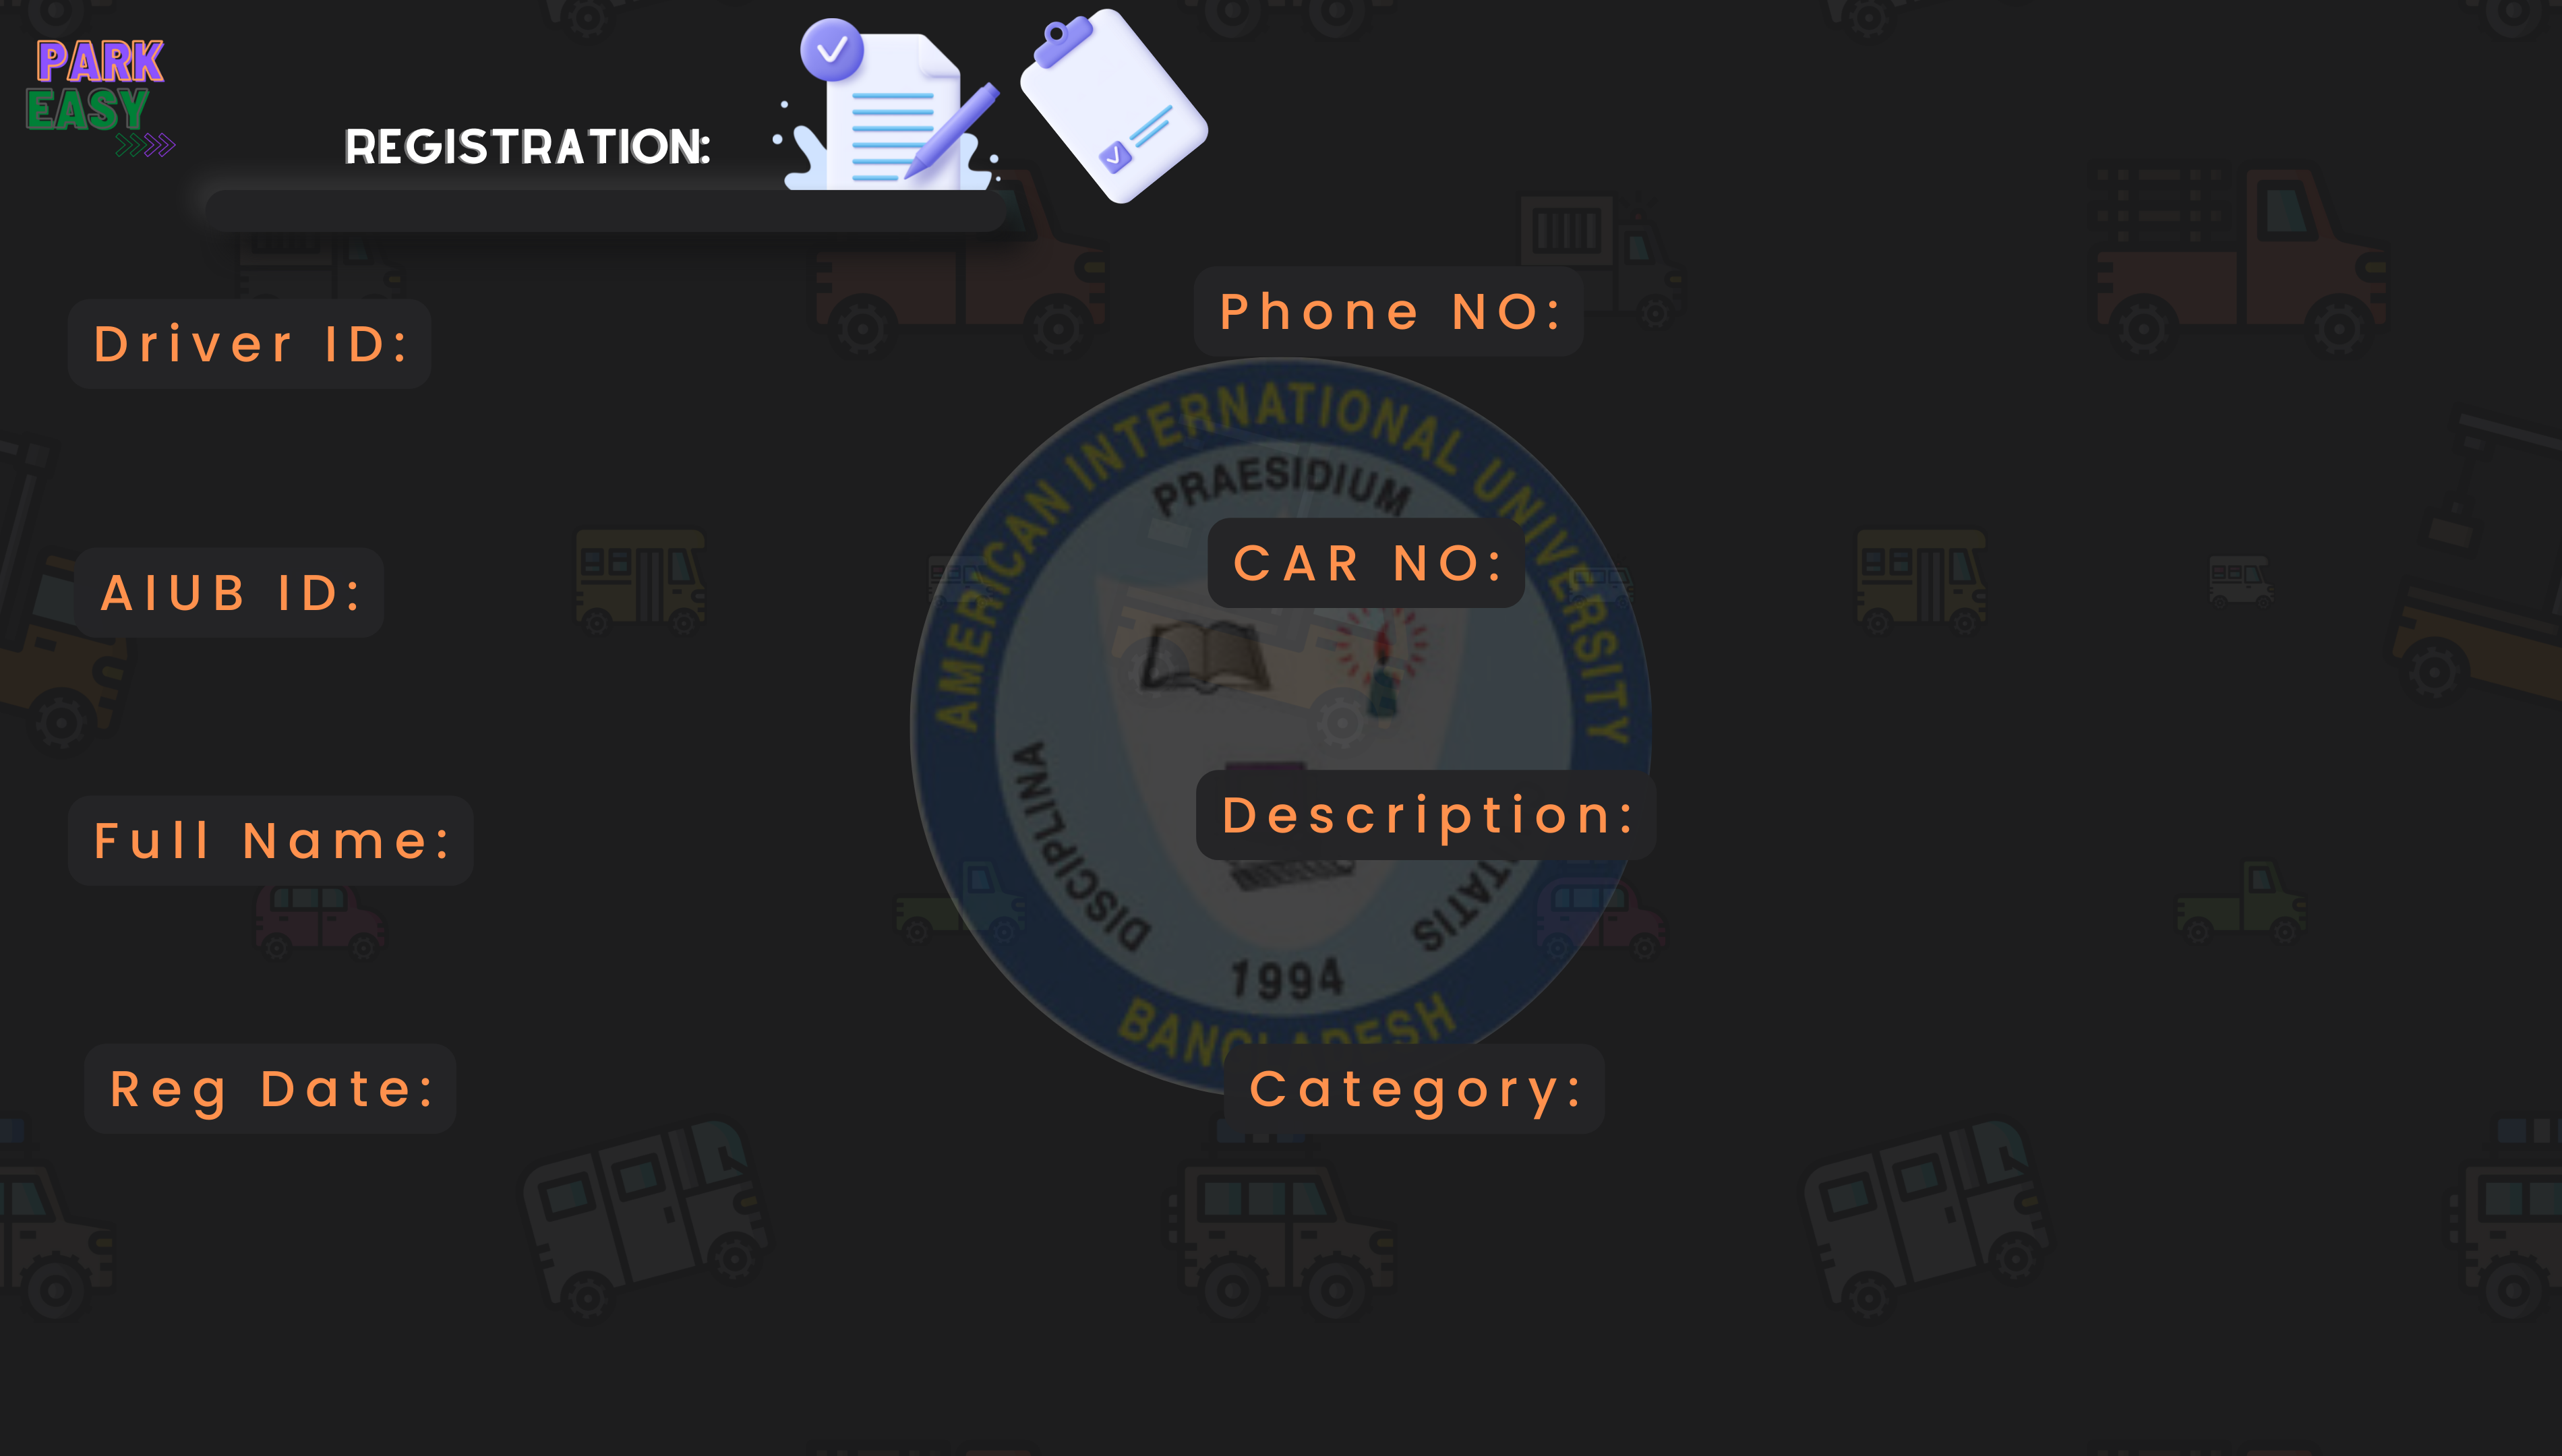 PARK
EASY
REGISTRATION:
Driver ID:
AIUB ID:
Full Name:
Reg Date:
Phone NO:
CAR NO:
Description:
Category:
AMERICAN INTERNATIONAL UNIVERSITY
PRAESIDIUM
DISCIPLINA
1994
BANGLADESH